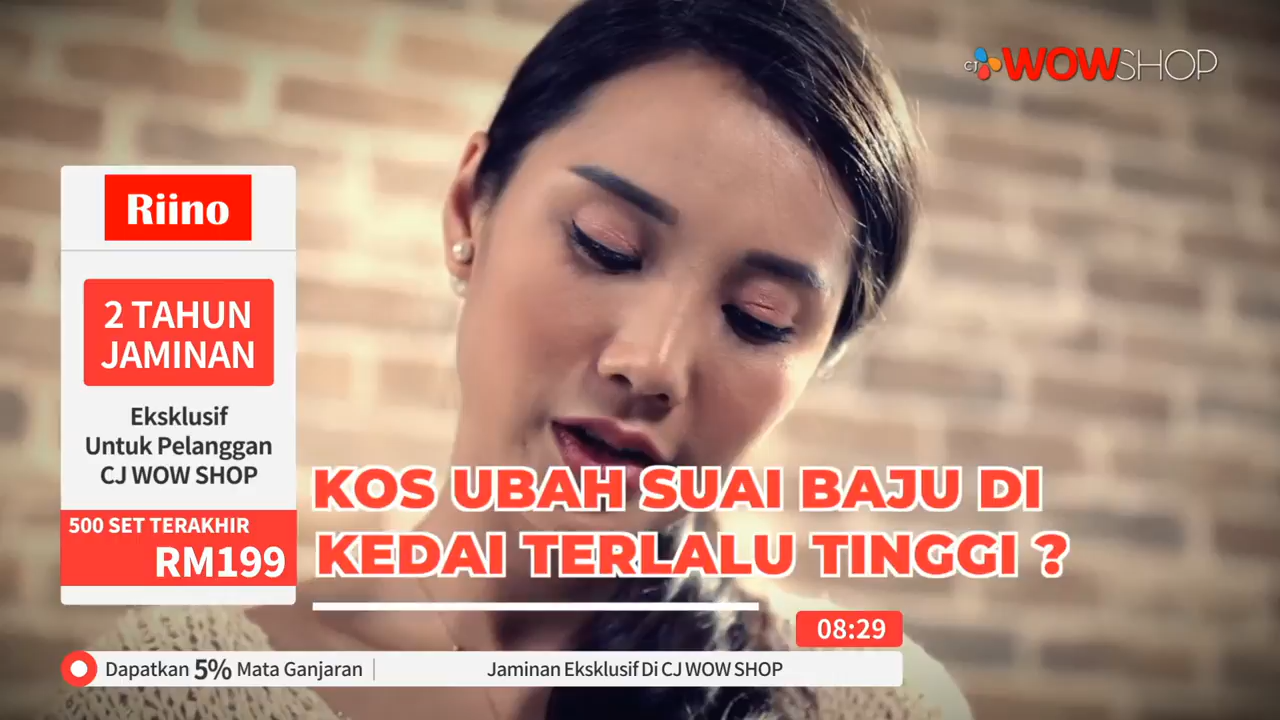 CJ WOWSHOP
Riino
2 TAHUN
JAMINAN
Eksklusif
Untuk Pelanggan
CJ WOW SHOP
500 SET TERAKHIR
RM199
KOS UBAH SUAI BAJU DI
KEDAI TERLALU TINGGI ?
08:29
Dapatkan 5% Mata Ganjaran | Jaminan Eksklusif Di CJ WOW SHOP